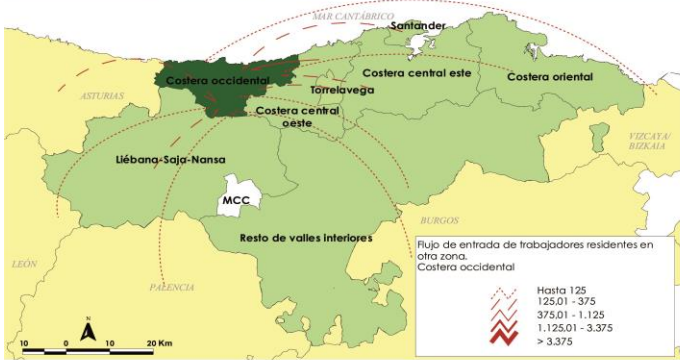 MAR CANTÁBRICO
Santander
Costera occidental
Costera central este
Costera oriental
ASTURIAS
Torrelavega
Costera central
oeste
VIZCAYA/
BIZKAIA
Liébana-Saja-Nansa
MCC
BURGOS
Resto de valles interiores
LEÓN
PALENCIA
Flujo de entrada de trabajadores residentes en
otra zona.
Costera occidental
Hasta 125
125,01 - 375
375,01 - 1.125
1.125,01 - 3.375
> 3.375
N
10 0 10 20 Km